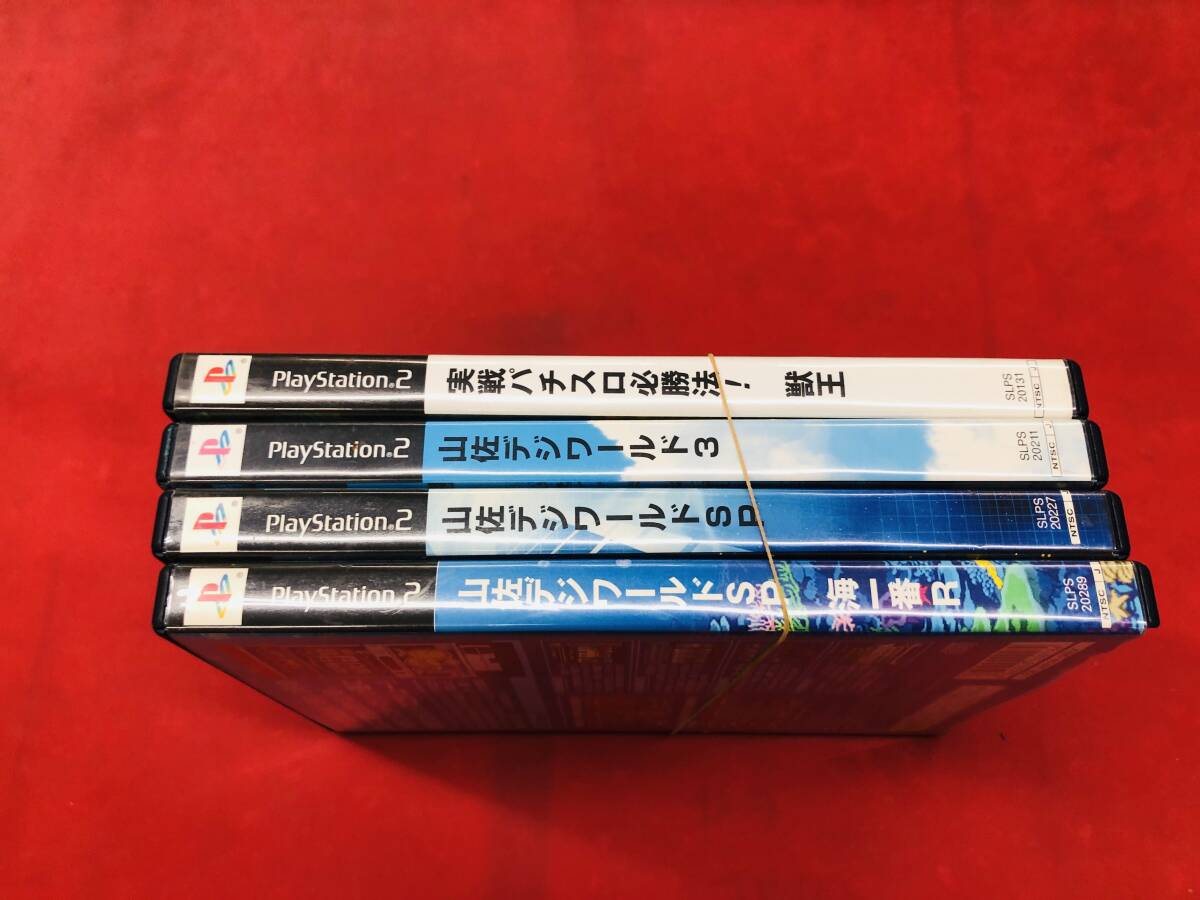 PlayStation.2 実戦パチスロ必勝法! 獣王 SLPS 20131 NTSC J
PlayStation.2 山佐デジワールド3 SLPS 20211 NTSC J
PlayStation.2 山佐デジワールドSP SLPS 20227 NTSC J
PlayStation.2 山佐デジワールドSP 海一番R SLPS 20289 NTSC J